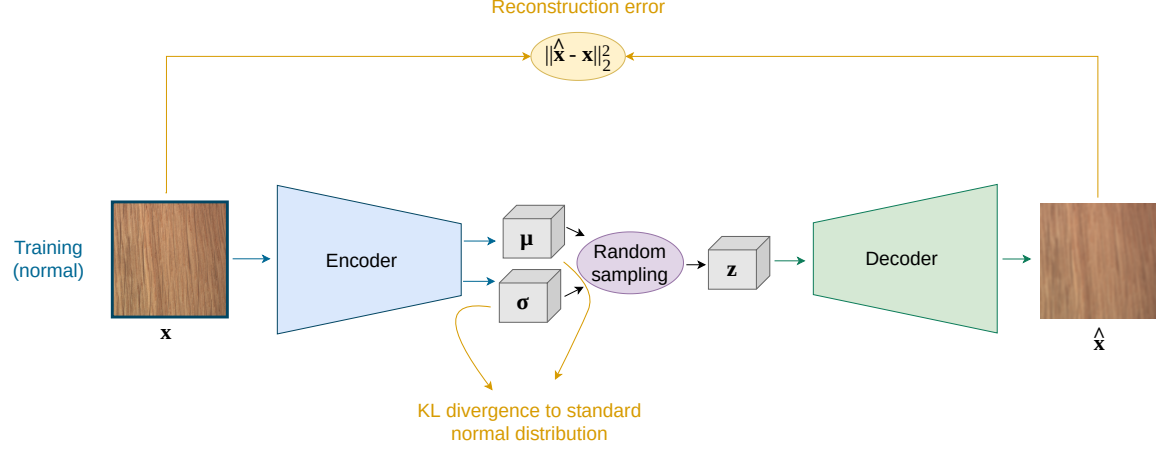 Reconstruction error
||x̂ - x||₂²
Training
(normal)
Encoder
μ
σ
Random
sampling
z
Decoder
x
x̂
KL divergence to standard
normal distribution